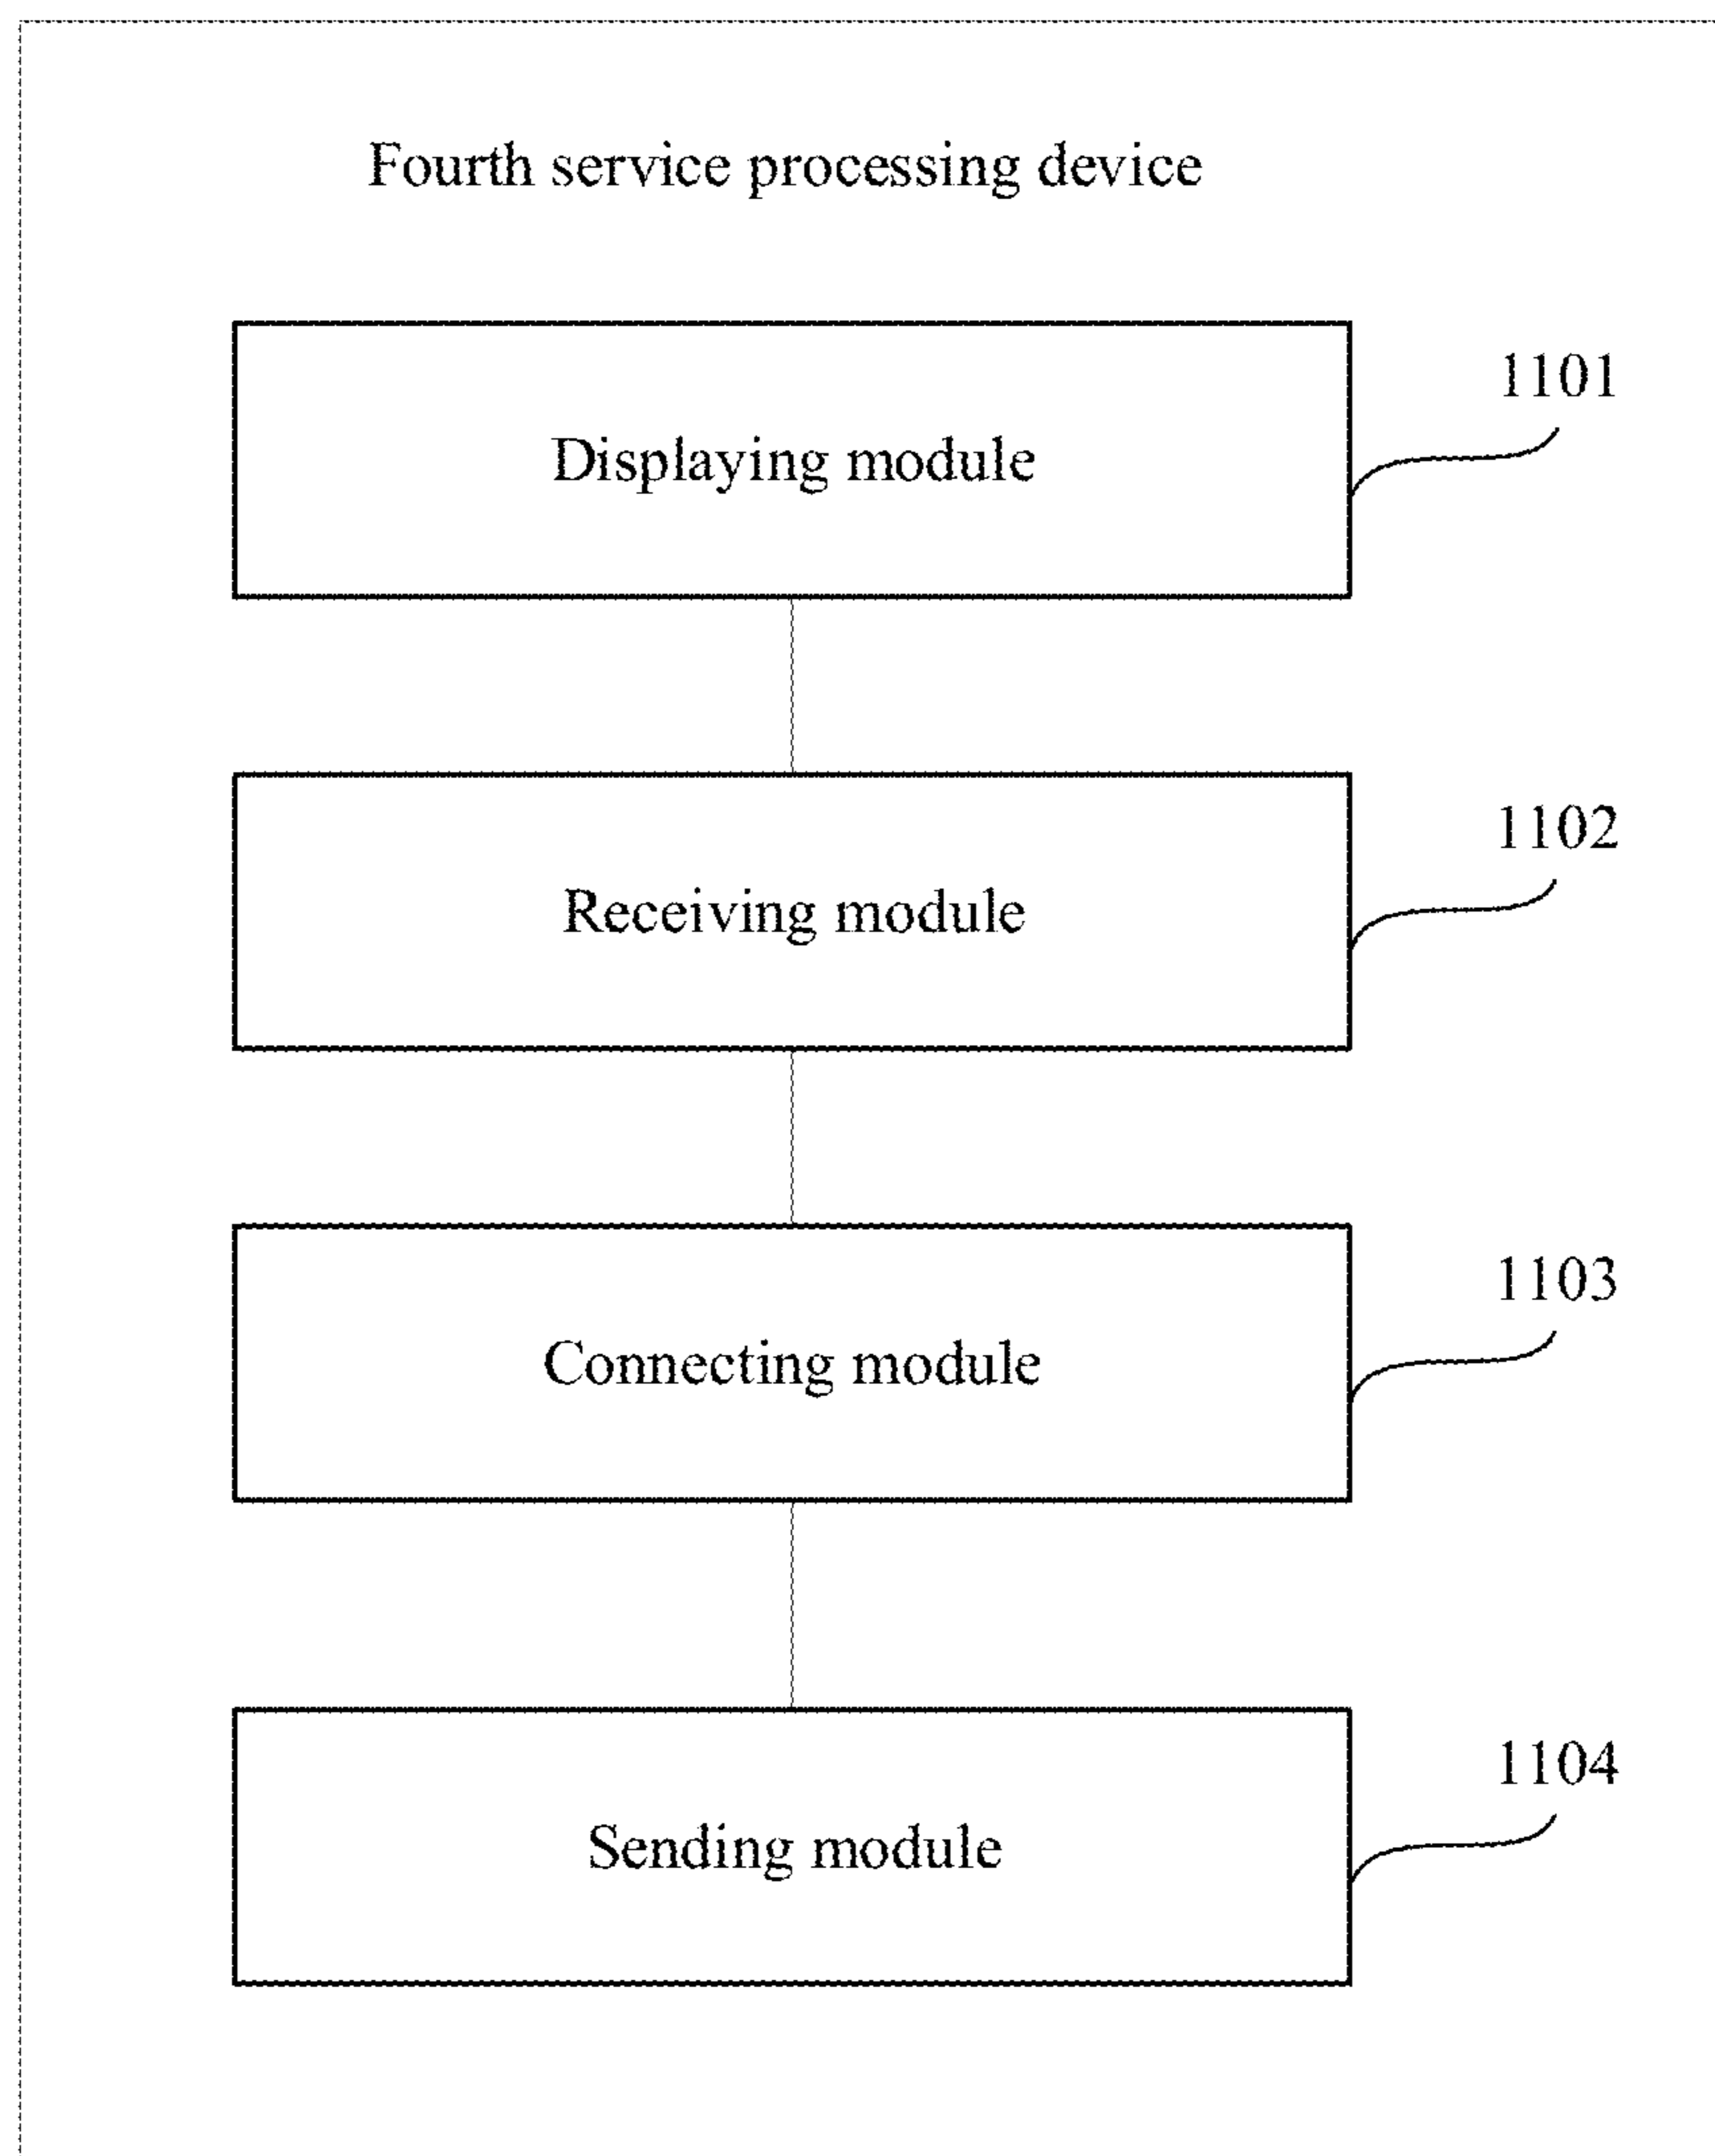 Fourth service processing device
1101
Displaying module
1102
Receiving module
1103
Connecting module
1104
Sending module